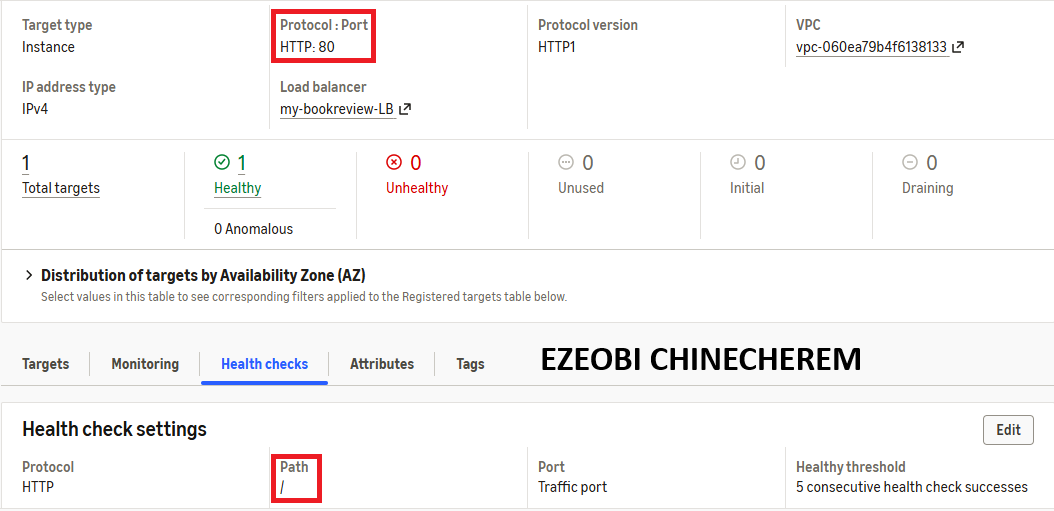 Target type
Instance
Protocol : Port
HTTP: 80
Protocol version
HTTP1
VPC
vpc-060ea79b4f6138133
IP address type
IPv4
Load balancer
my-bookreview-LB
1
Total targets
1
Healthy
0 Anomalous
0
Unhealthy
0
Unused
0
Initial
0
Draining
Distribution of targets by Availability Zone (AZ)
Select values in this table to see corresponding filters applied to the Registered targets table below.
Targets
Monitoring
Health checks
Attributes
Tags
EZEOBI CHINECHEREM
Health check settings
Edit
Protocol
HTTP
Path
/
Port
Traffic port
Healthy threshold
5 consecutive health check successes